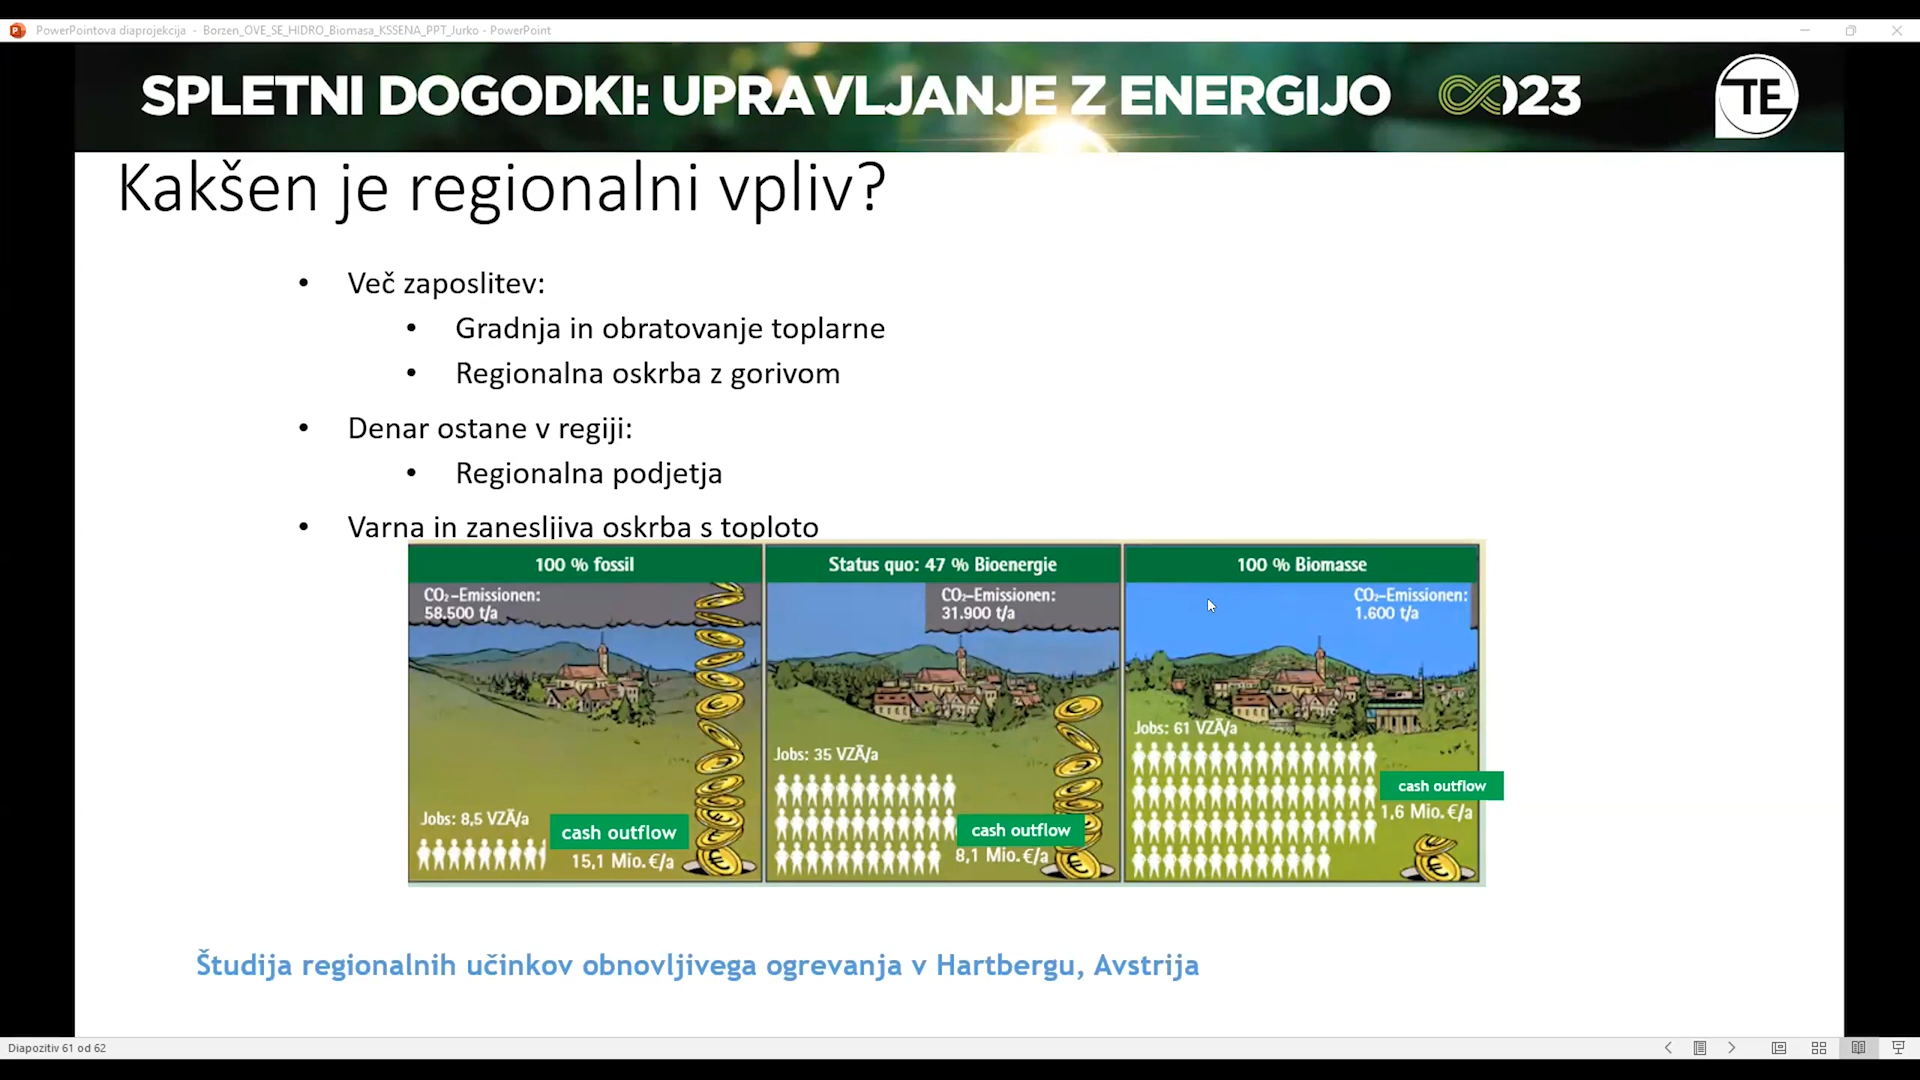 PowerPointova diaprojekcija - Borzen_OVE_SE_HIDRO_Biomasa_KSSENA_PPT_Jurko - PowerPoint
SPLETNI DOGODKI: UPRAVLJANJE Z ENERGIJO
23
TE
Kakšen je regionalni vpliv?
• Več zaposlitev:
• Gradnja in obratovanje toplarne
• Regionalna oskrba z gorivom
• Denar ostane v regiji:
• Regionalna podjetja
• Varna in zanesljiva oskrba s toploto
100 % fossil
CO₂-Emissionen:
58.500 t/a
Jobs: 8,5 VZÄ/a
cash outflow
15,1 Mio. €/a
Status quo: 47 % Bioenergie
CO₂-Emissionen:
31.900 t/a
Jobs: 35 VZÄ/a
cash outflow
8,1 Mio. €/a
100 % Biomasse
CO₂-Emissionen:
1.600 t/a
Jobs: 61 VZÄ/a
cash outflow
1,6 Mio. €/a
Študija regionalnih učinkov obnovljivega ogrevanja v Hartbergu, Avstrija
Diapozitiv 61 od 62